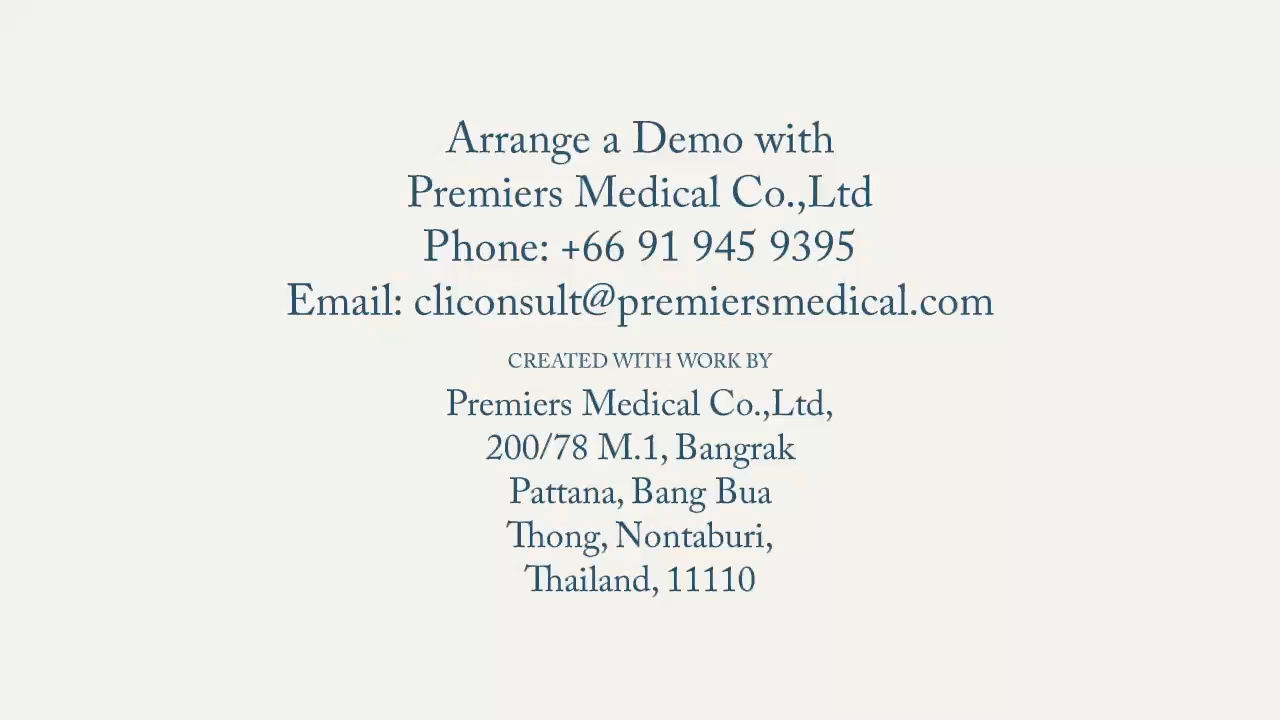 Arrange a Demo with
Premiers Medical Co.,Ltd
Phone: +66 91 945 9395
Email: cliconsult@premiersmedical.com
CREATED WITH WORK BY
Premiers Medical Co.,Ltd,
200/78 M.1, Bangrak
Pattana, Bang Bua
Thong, Nontaburi,
Thailand, 11110